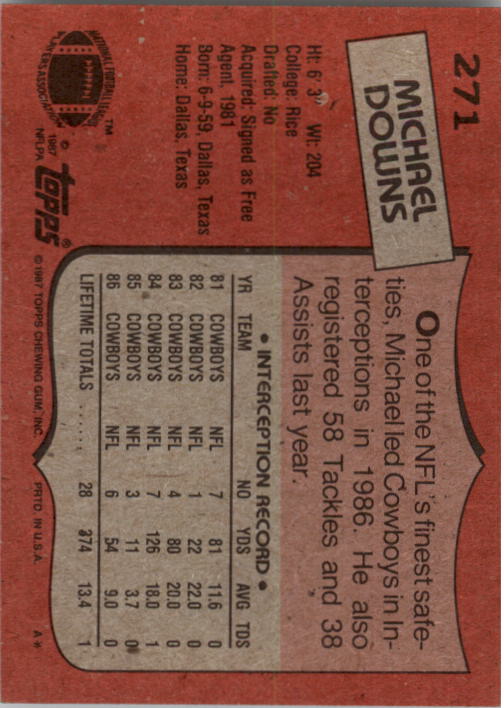 271
MICHAEL
DOWNS
Ht: 6' 3" Wt: 204
College: Rice
Drafted: No
Acquired: Signed as Free
Agent, 1981
Born: 6-9-59, Dallas, Texas
Home: Dallas, Texas
NATIONAL FOOTBALL LEAGUE
PLAYERS ASSOCIATION
™
© 1987
NFLPA
topps®
One of the NFL's finest safe-
ties, Michael led Cowboys in In-
terceptions in 1986. He also
registered 58 Tackles and 38
Assists last year.
• INTERCEPTION RECORD •
YR TEAM NO YDS AVG TDS
81 COWBOYS NFL 7 81 11.6 0
82 COWBOYS NFL 1 22 22.0 0
83 COWBOYS NFL 4 80 20.0 0
84 COWBOYS NFL 7 126 18.0 1
85 COWBOYS NFL 3 11 3.7 0
86 COWBOYS NFL 6 54 9.0 0
LIFETIME TOTALS ...... 28 374 13.4 1
© 1987 TOPPS CHEWING GUM, INC. PRTD. IN U.S.A. A*